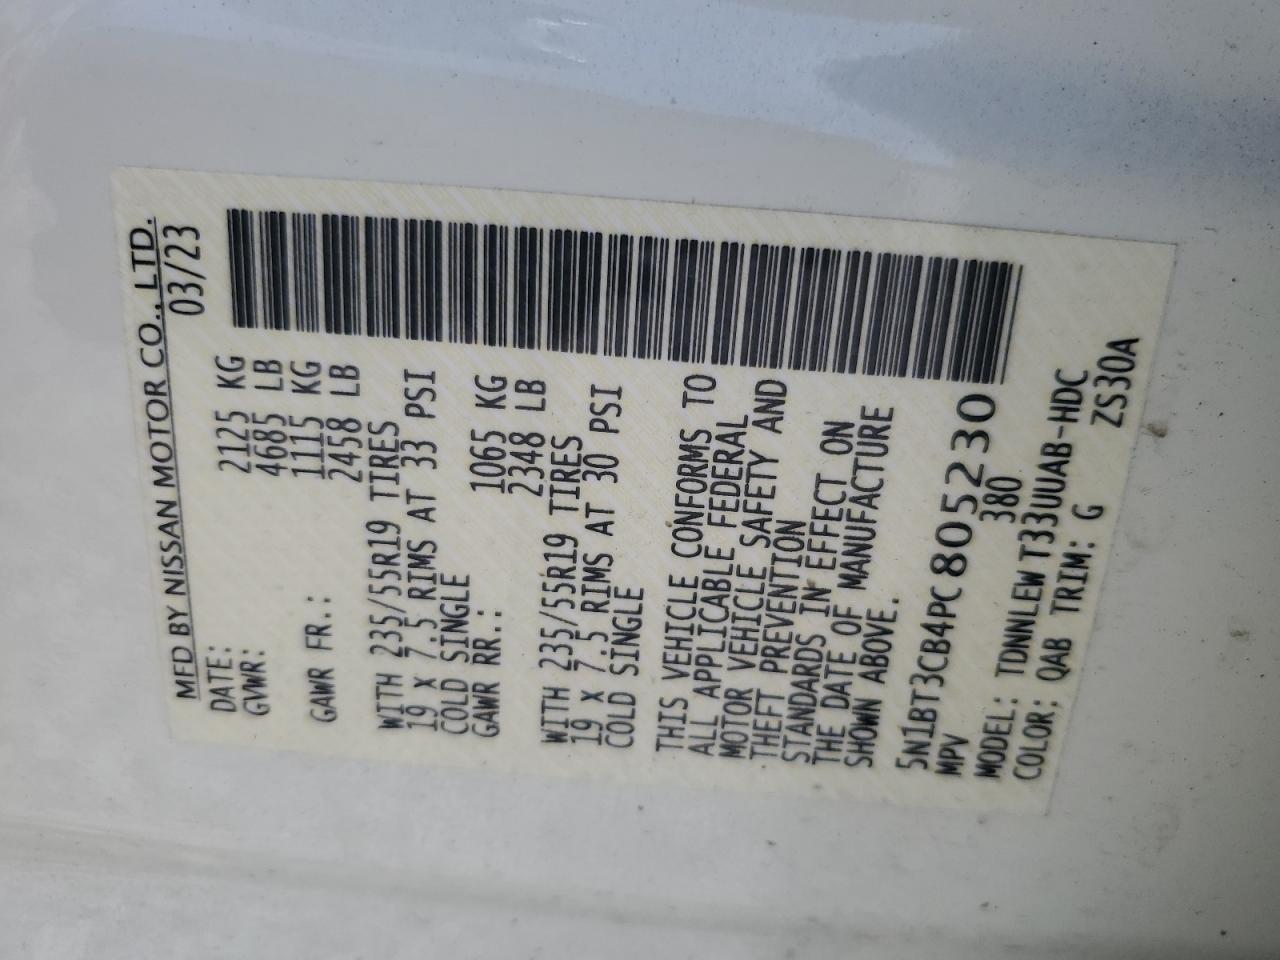 MFD BY NISSAN MOTOR CO., LTD.
DATE: 03/23
GVWR: 2125 KG
4685 LB
GAWR FR.: 1115 KG
2458 LB
WITH 235/55R19 TIRES
19 X 7.5 RIMS AT 33 PSI
COLD SINGLE
GAWR RR.: 1065 KG
2348 LB
WITH 235/55R19 TIRES
19 X 7.5 RIMS AT 30 PSI
COLD SINGLE
THIS VEHICLE CONFORMS TO
ALL APPLICABLE FEDERAL
MOTOR VEHICLE SAFETY AND
THEFT PREVENTION
STANDARDS IN EFFECT ON
THE DATE OF MANUFACTURE
SHOWN ABOVE.
5N1BT3CB4PC805230
MPV 380
MODEL: TDNNLEW T33UUAB-HDC
COLOR: QAB TRIM: G ZS30A